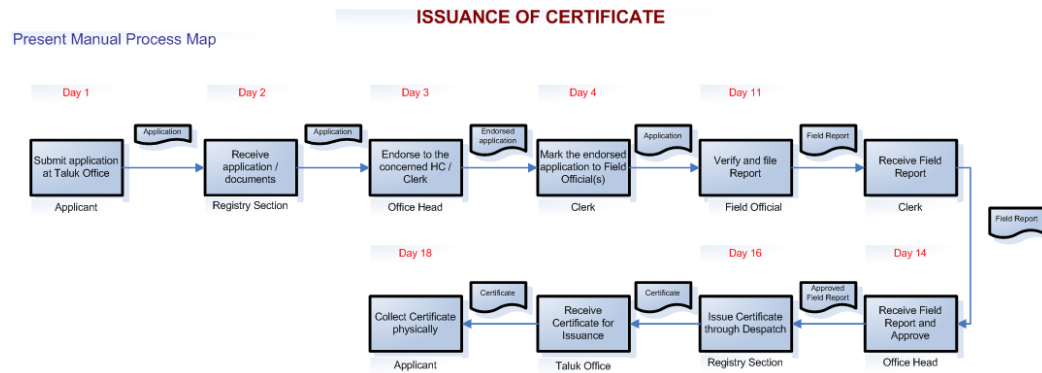 ISSUANCE OF CERTIFICATE
Present Manual Process Map
Day 1
Day 2
Day 3
Day 4
Day 11
Application
Application
Endorsed
application
Application
Field Report
Submit application
at Taluk Office
Receive
application /
documents
Endorse to the
concerned HC /
Clerk
Mark the endorsed
application to Field
Official(s)
Verify and file
Report
Receive Field
Report
Applicant
Registry Section
Office Head
Clerk
Field Official
Clerk
Field Report
Day 18
Day 16
Day 14
Certificate
Certificate
Approved
Field Report
Collect Certificate
physically
Receive
Certificate for
Issuance
Issue Certificate
through Despatch
Receive Field
Report and
Approve
Applicant
Taluk Office
Registry Section
Office Head